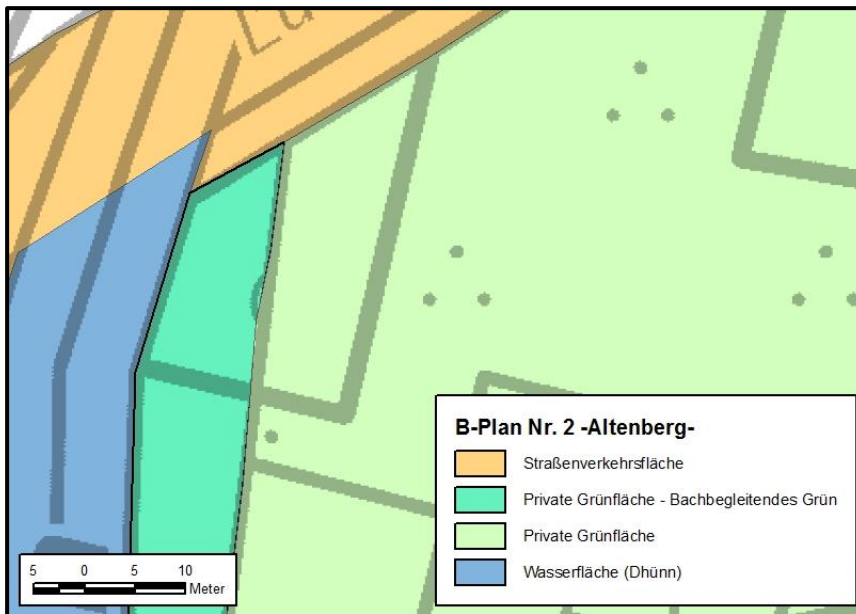 B-Plan Nr. 2 -Altenberg-
Straßenverkehrsfläche
Private Grünfläche - Bachbegleitendes Grün
Private Grünfläche
Wasserfläche (Dhünn)
5 0 5 10
Meter